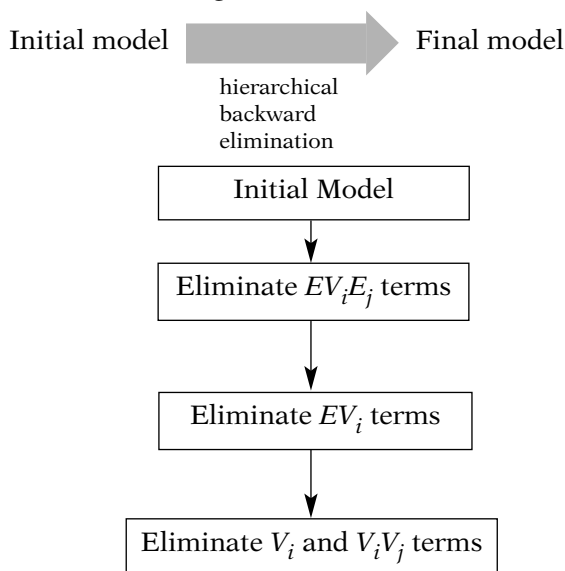 Initial model Final model
hierarchical
backward
elimination
Initial Model
Eliminate EVᵢEⱼ terms
Eliminate EVᵢ terms
Eliminate Vᵢ and VᵢVⱼ terms